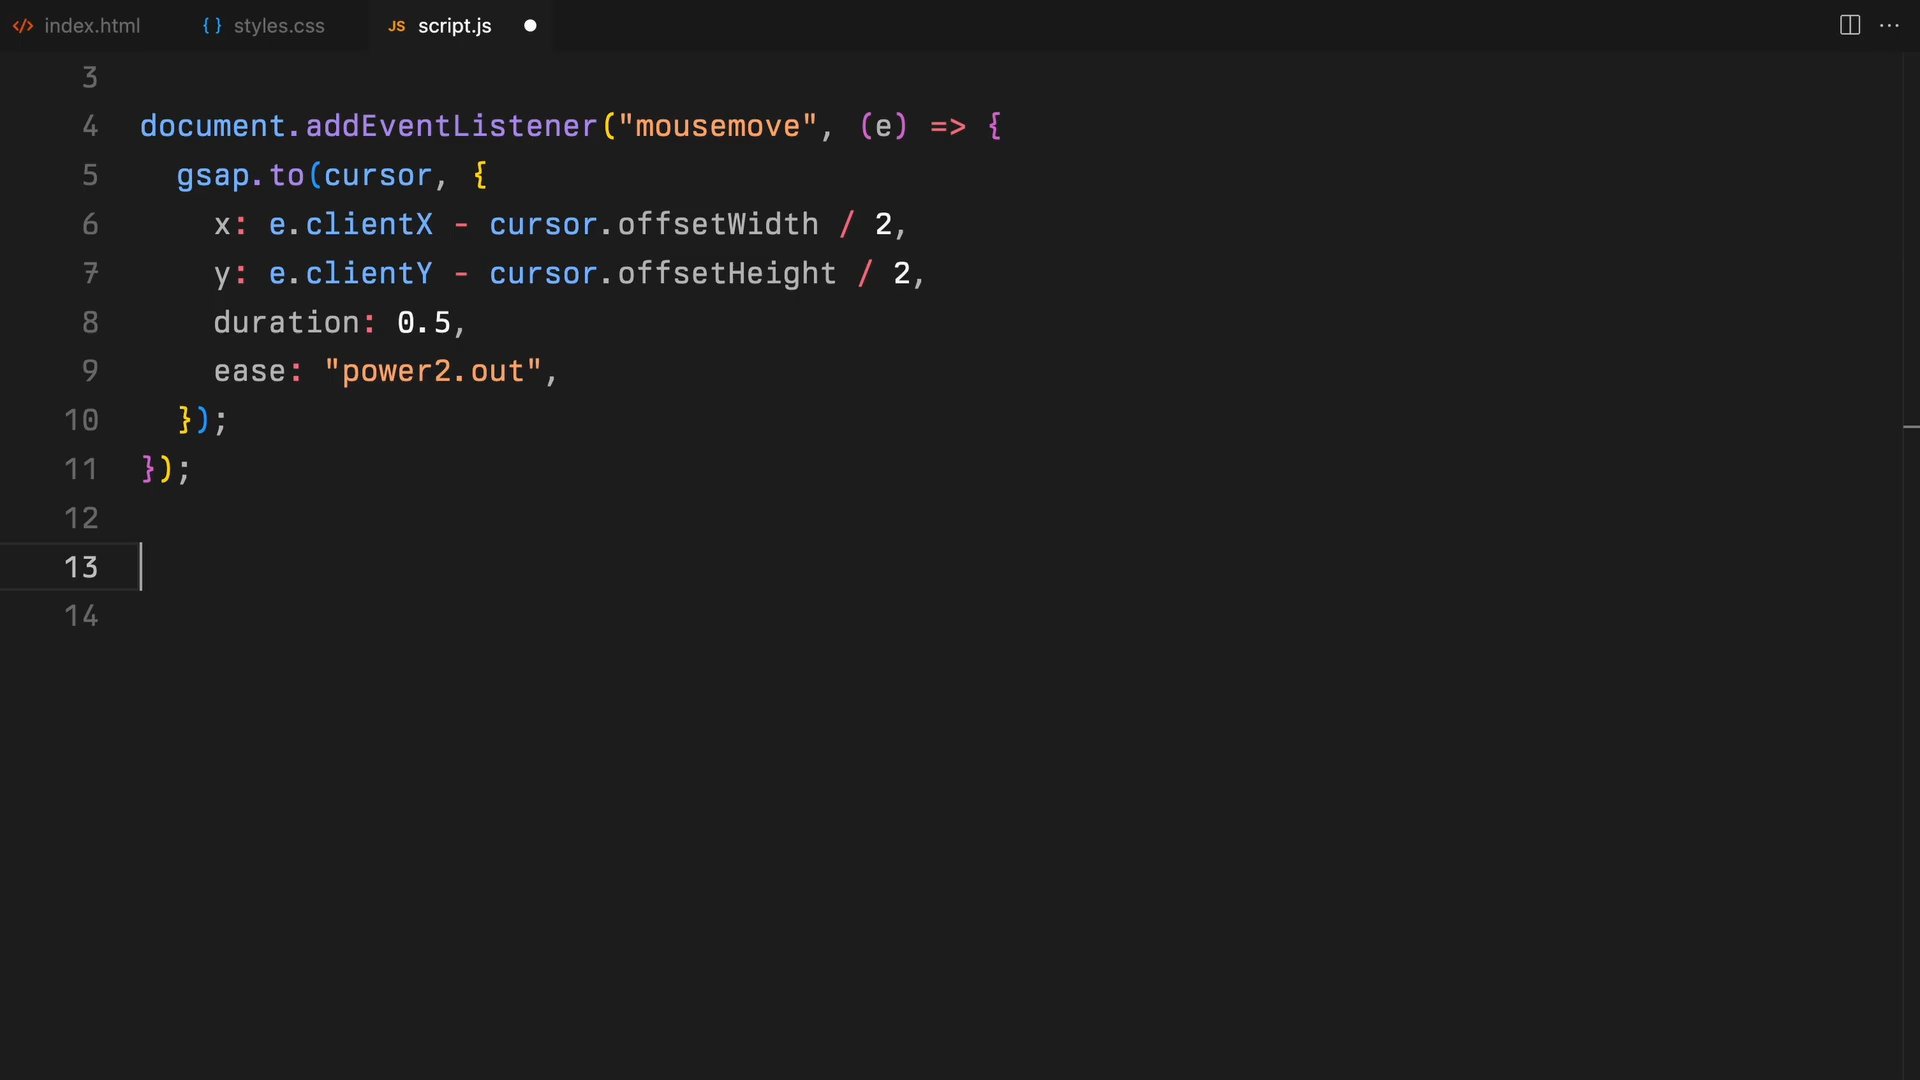 </> index.html {} styles.css JS script.js
3
4 document.addEventListener("mousemove", (e) => {
5   gsap.to(cursor, {
6     x: e.clientX - cursor.offsetWidth / 2,
7     y: e.clientY - cursor.offsetHeight / 2,
8     duration: 0.5,
9     ease: "power2.out",
10   });
11 });
12
13
14